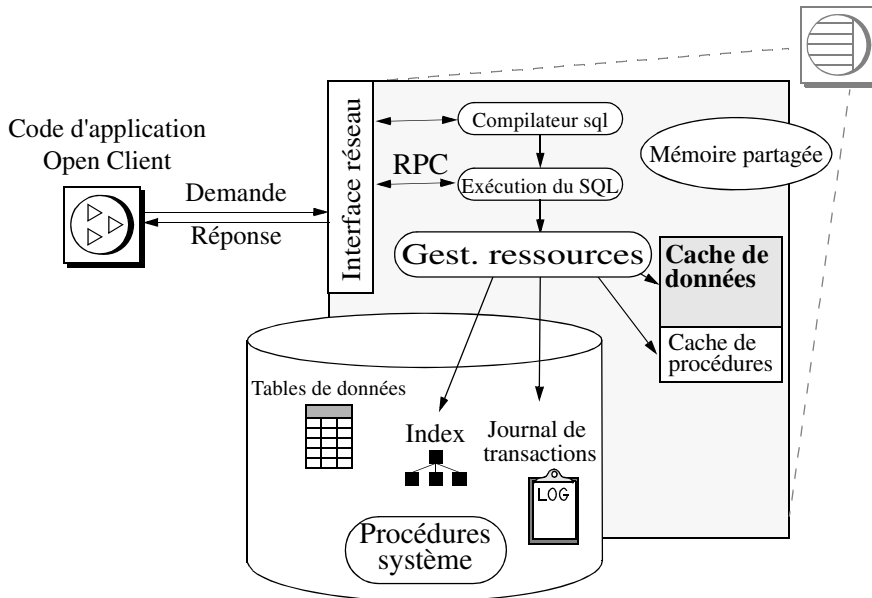 Code d'application
Open Client
Demande
Réponse
Interface réseau
Compilateur sql
RPC
Exécution du SQL
Mémoire partagée
Gest. ressources
Cache de
données
Cache de
procédures
Tables de données
Index
Journal de
transactions
LOG
Procédures
système